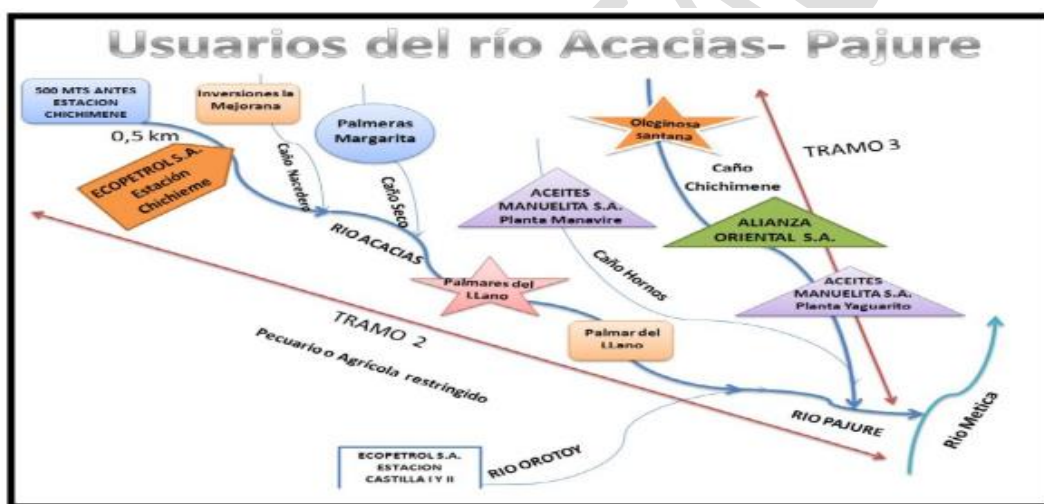 Usuarios del río Acacias- Pajure
500 MTS ANTES
ESTACION
CHICHIMENE
0,5 km
ECOPETROL S.A.
Estación
Chichieme
Inversiones la
Mejorana
Caño Nacedero
Palmeras
Margarita
Caño Seco
RIO ACACIAS
Palmares del
LLano
TRAMO 2
Pecuario o Agrícola restringido
ACEITES
MANUELITA S.A.
Planta Manavire
Caño Hornos
Palmar del
LLano
Oleginosa
santana
Caño
Chichimene
TRAMO 3
ALIANZA
ORIENTAL S.A.
ACEITES
MANUELITA S.A.
Planta Yaguarito
RIO PAJURE
Rio Metica
ECOPETROL S.A.
ESTACION
CASTILLA I Y II
RIO OROTOY